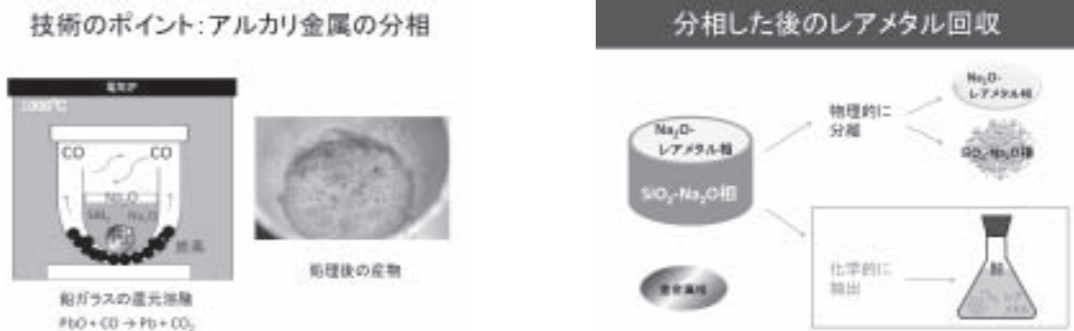 技術のポイント:アルカリ金属の分相
電気炉
1000℃
CO
CO
Na₂O
SiO₂
Na₂O
Pb
処理後の産物
鉛ガラスの還元溶融
PbO + CO → Pb + CO₂
分相した後のレアメタル回収
Na₂O-
レアメタル相
SiO₂-Na₂O相
物理的に
分離
Na₂O-
レアメタル相
SiO₂-Na₂O相
化学的に
抽出
酸